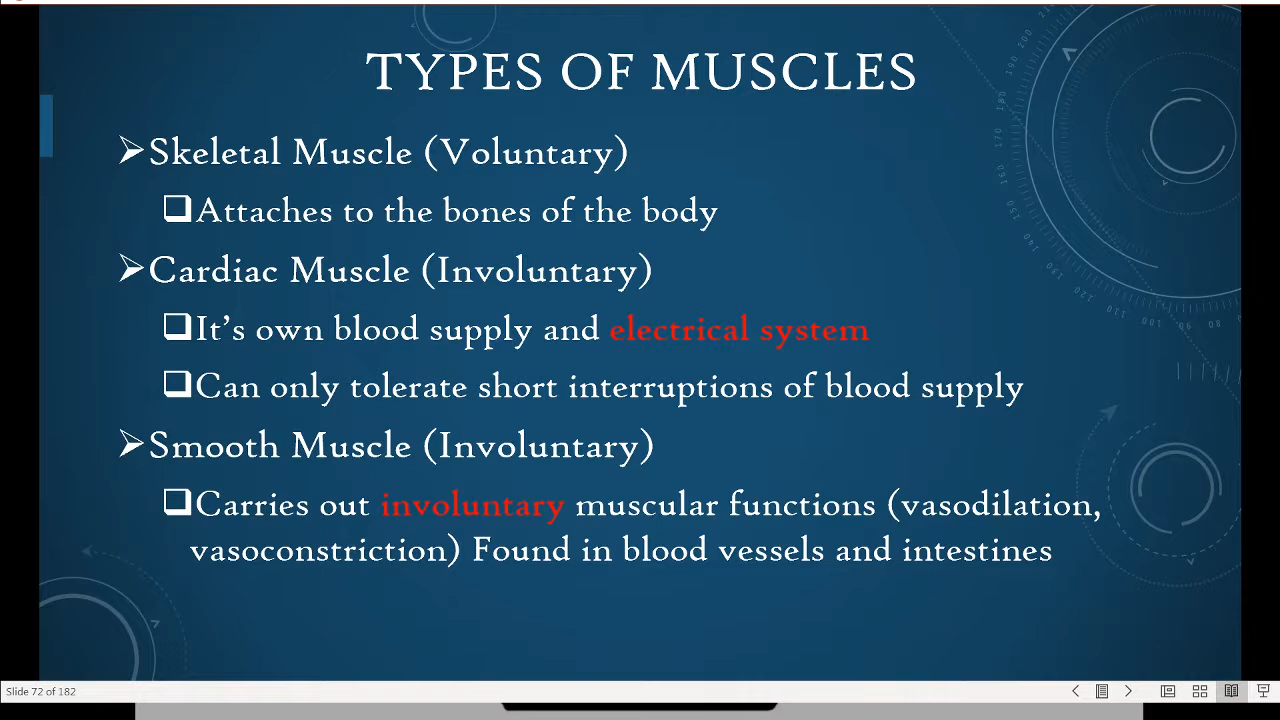 TYPES OF MUSCLES
Skeletal Muscle (Voluntary)
Attaches to the bones of the body
Cardiac Muscle (Involuntary)
It's own blood supply and electrical system
Can only tolerate short interruptions of blood supply
Smooth Muscle (Involuntary)
Carries out involuntary muscular functions (vasodilation,
vasoconstriction) Found in blood vessels and intestines
Slide 72 of 182